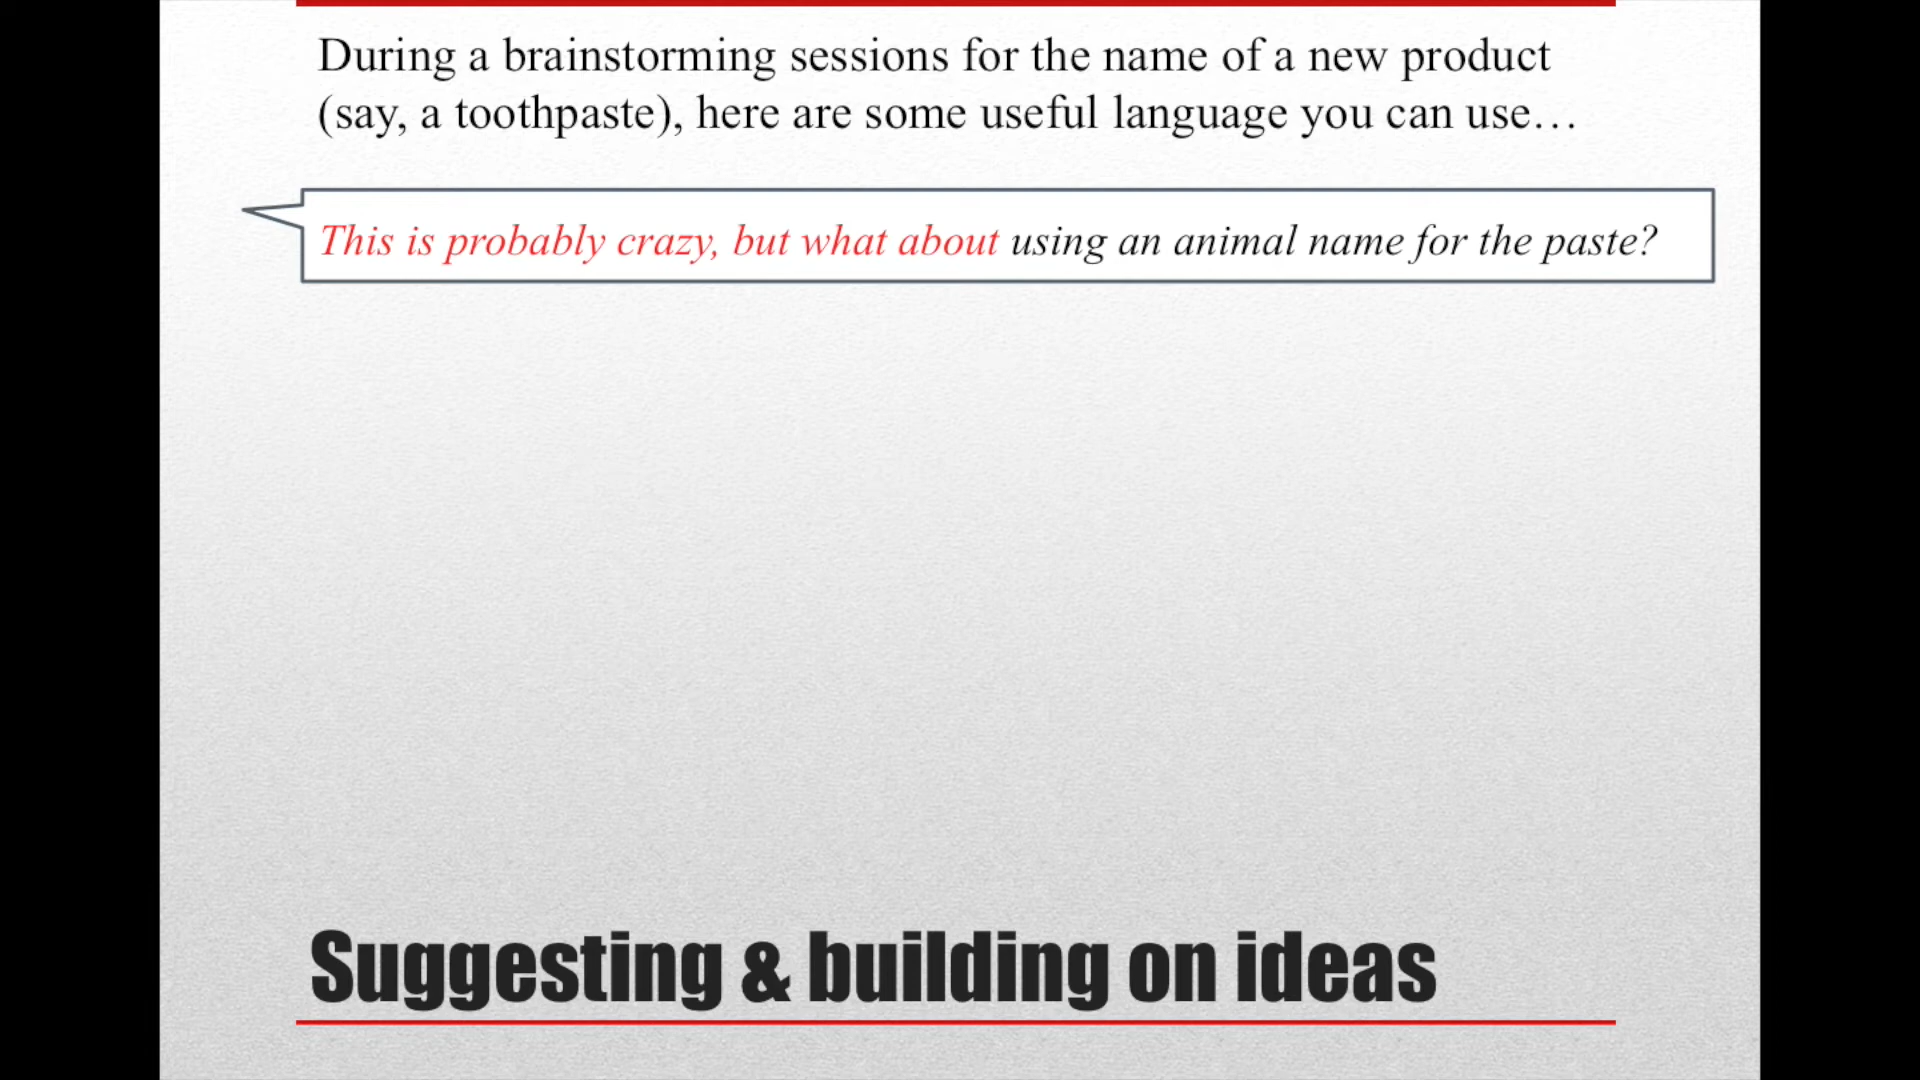 During a brainstorming sessions for the name of a new product
(say, a toothpaste), here are some useful language you can use…
This is probably crazy, but what about using an animal name for the paste?
Suggesting & building on ideas